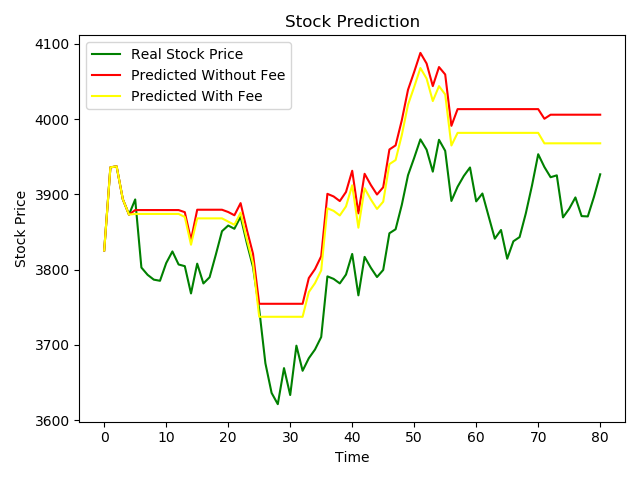 Stock Prediction
4100
4000
3900
3800
3700
3600
Stock Price
Real Stock Price
Predicted Without Fee
Predicted With Fee
0 10 20 30 40 50 60 70 80
Time